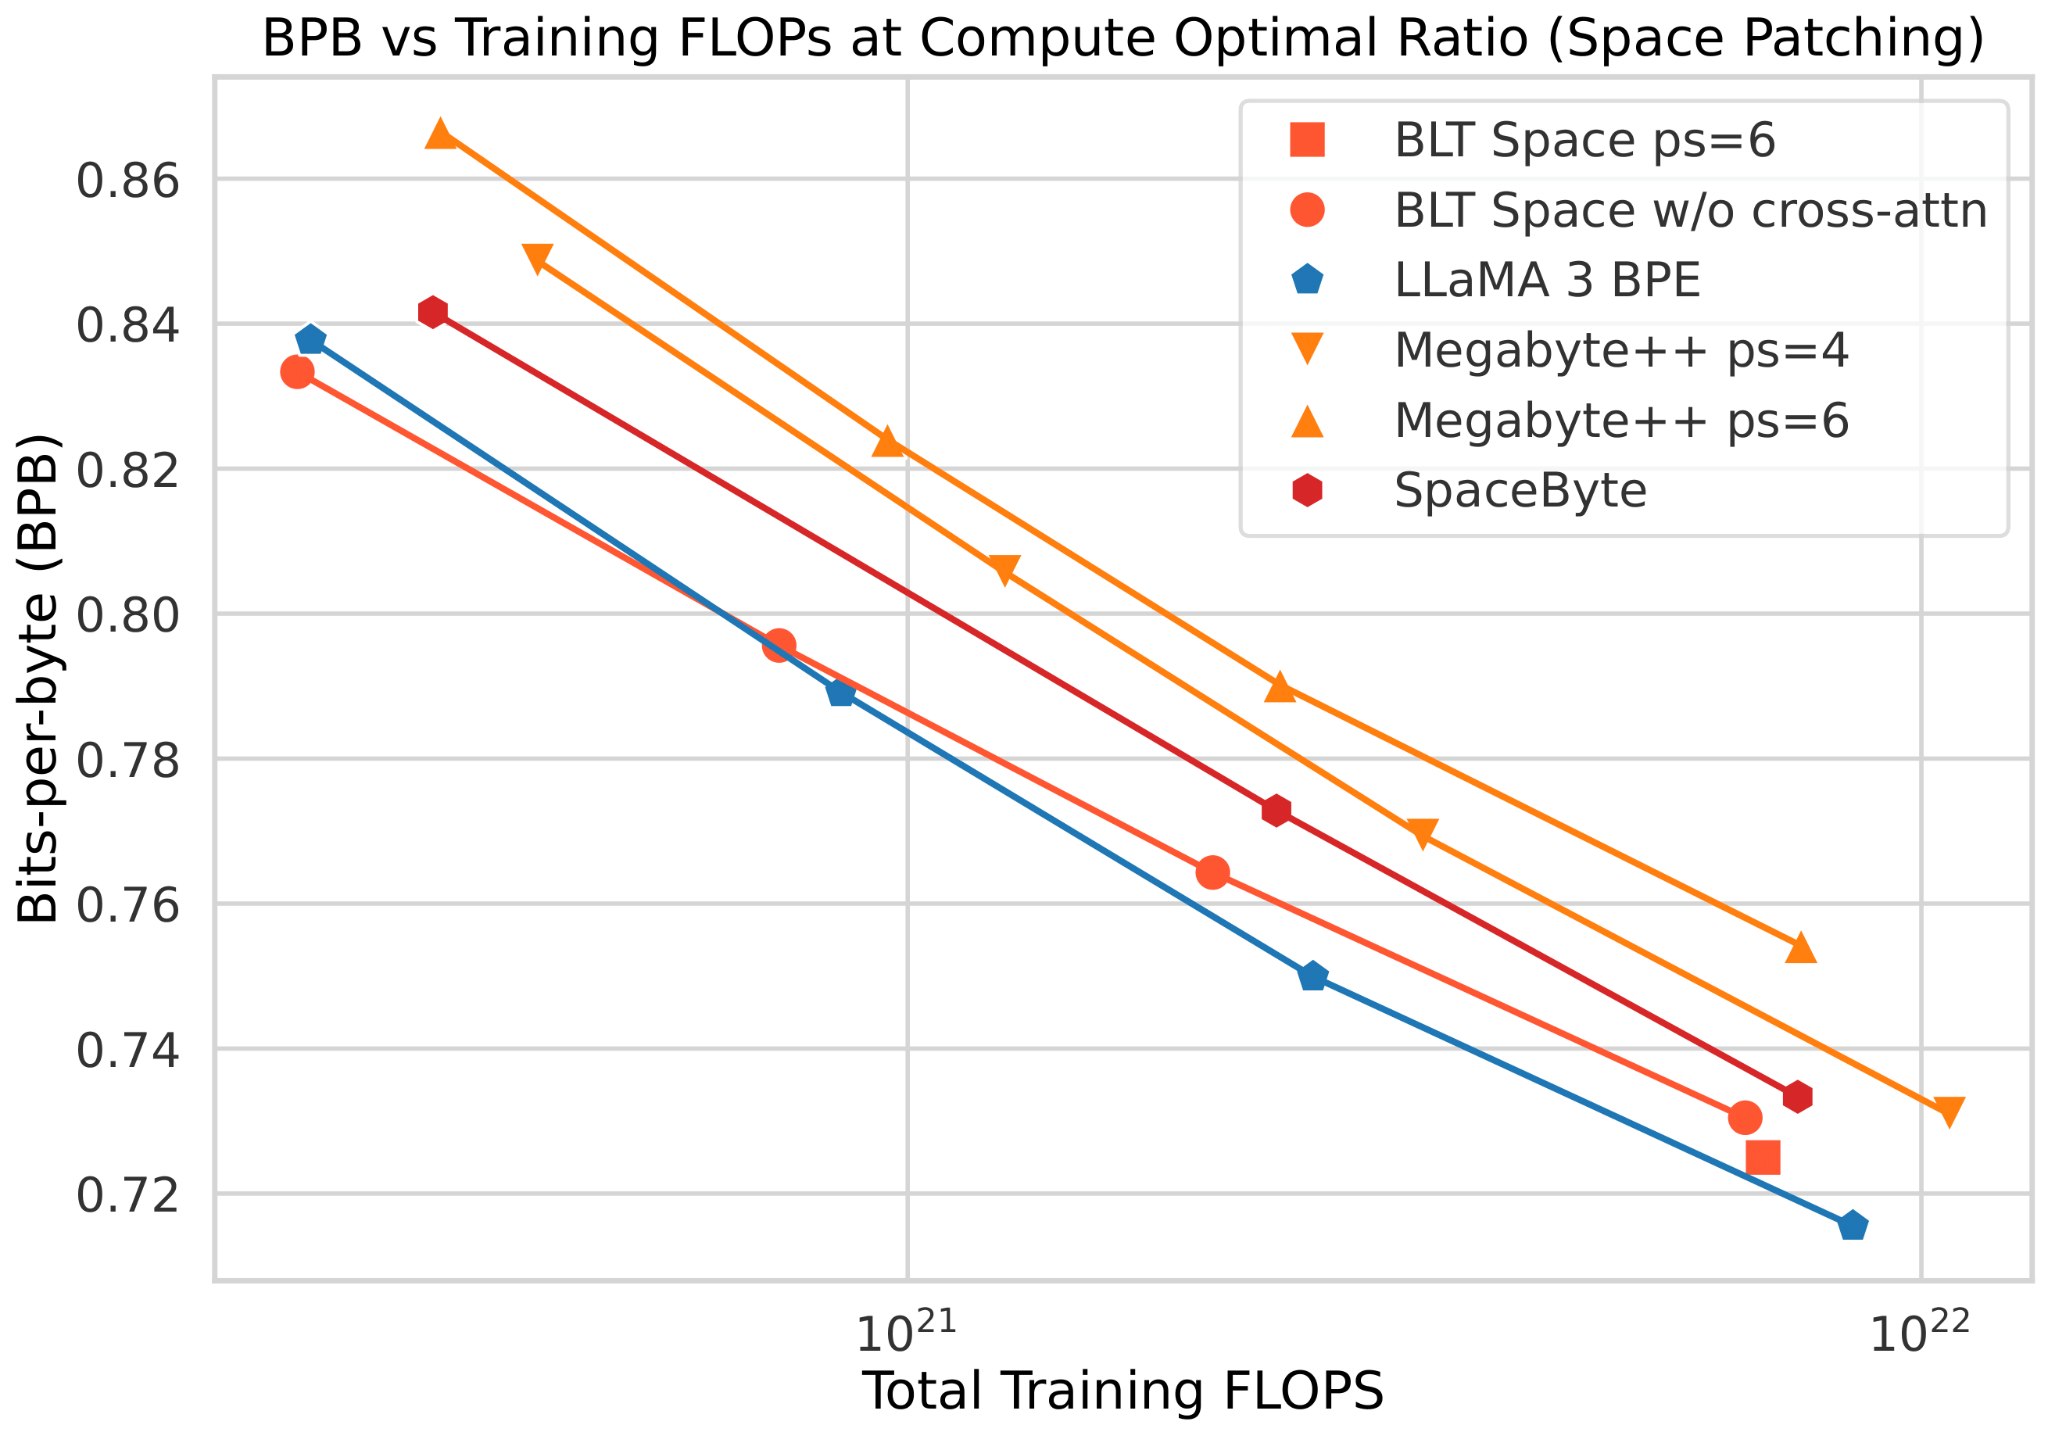 BPB vs Training FLOPs at Compute Optimal Ratio (Space Patching)
BLT Space ps=6
BLT Space w/o cross-attn
LLaMA 3 BPE
Megabyte++ ps=4
Megabyte++ ps=6
SpaceByte
Bits-per-byte (BPB)
0.86
0.84
0.82
0.80
0.78
0.76
0.74
0.72
10²¹ 10²²
Total Training FLOPS